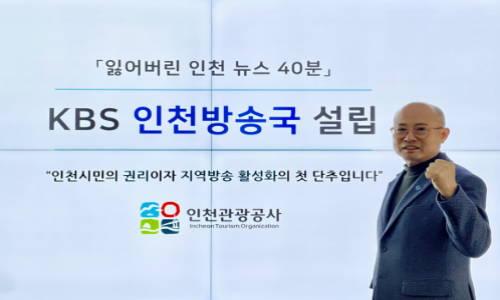 「잃어버린 인천 뉴스 40분」
KBS 인천방송국 설립
"인천시민의 권리이자 지역방송 활성화의 첫 단추입니다"
인천관광공사
Incheon Tourism Organization